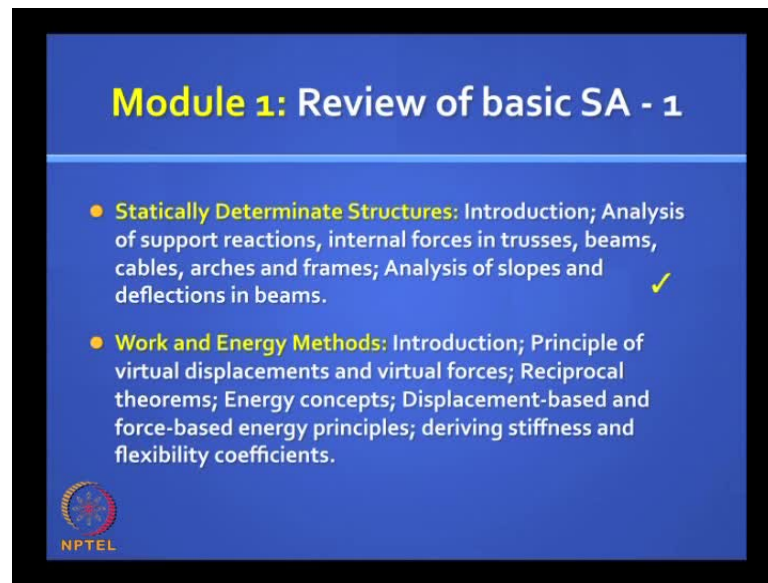 Module 1: Review of basic SA - 1
Statically Determinate Structures: Introduction; Analysis
of support reactions, internal forces in trusses, beams,
cables, arches and frames; Analysis of slopes and
deflections in beams.
Work and Energy Methods: Introduction; Principle of
virtual displacements and virtual forces; Reciprocal
theorems; Energy concepts; Displacement-based and
force-based energy principles; deriving stiffness and
flexibility coefficients.
NPTEL